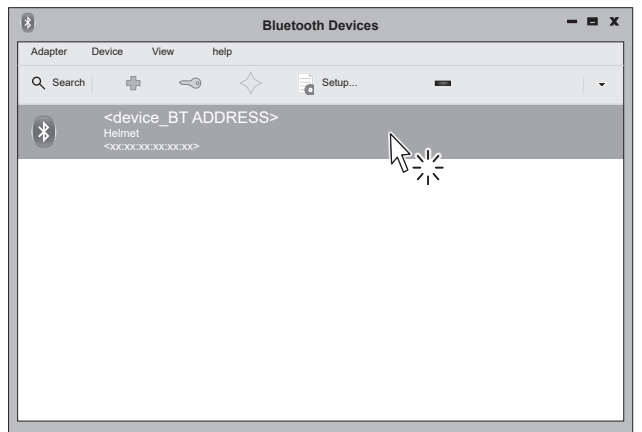 Bluetooth Devices
Adapter Device View help
Search Setup...
<device_BT ADDRESS>
Helmet
<xx:xx:xx:xx:xx:xx>